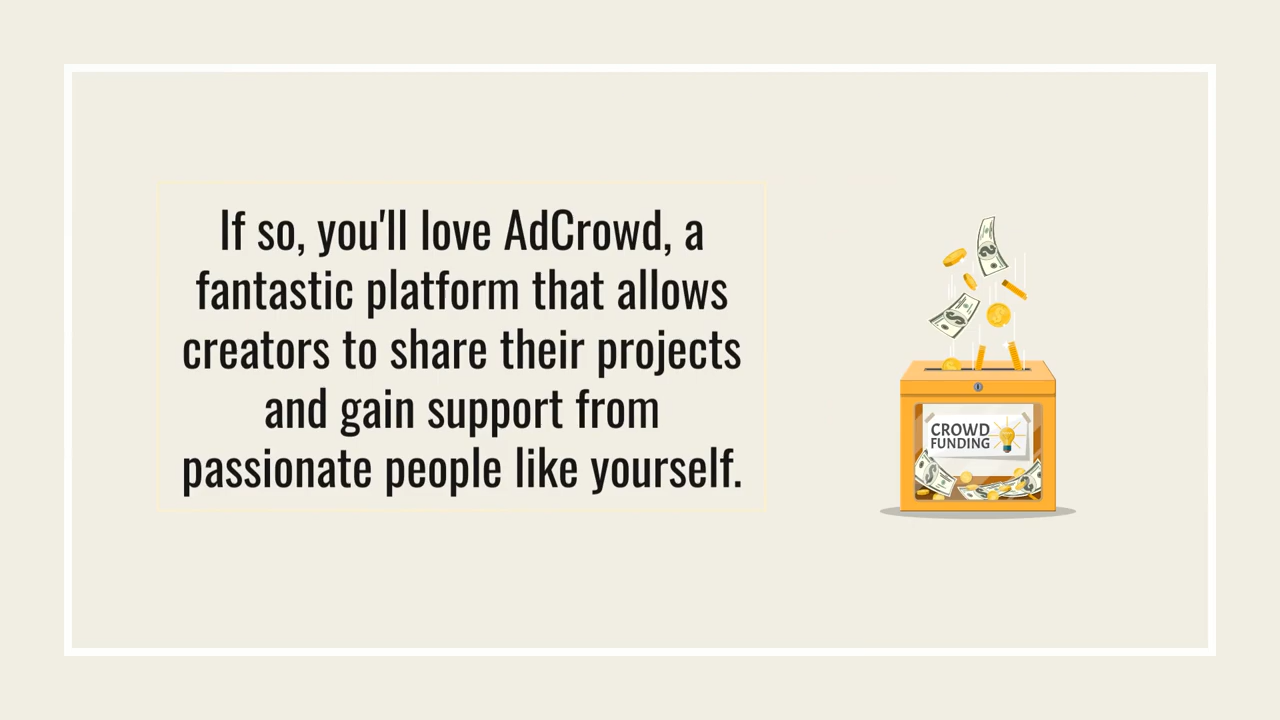 If so, you'll love AdCrowd, a
fantastic platform that allows
creators to share their projects
and gain support from
passionate people like yourself.
CROWD
FUNDING